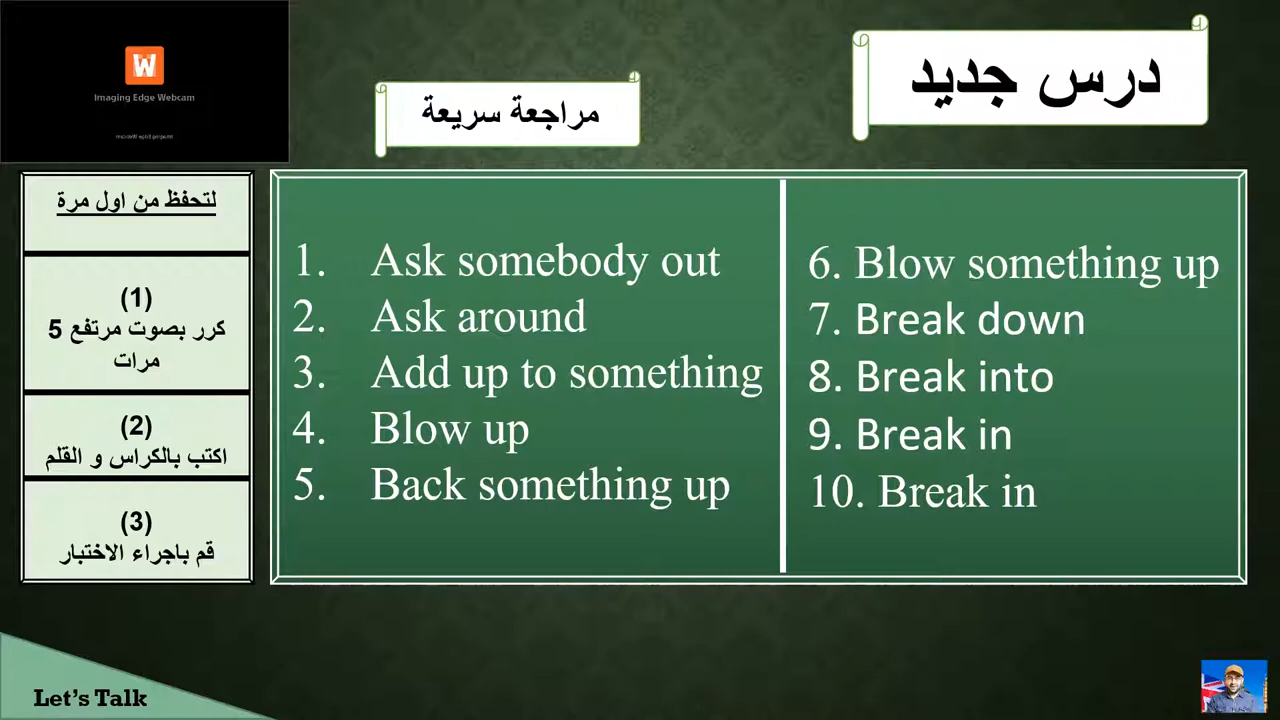 درس جديد
مراجعة سريعة
Imaging Edge Webcam
لتحفظ من اول مرة
(1)
كرر بصوت مرتفع 5
مرات
(2)
اكتب بالكراس و القلم
(3)
قم باجراء الاختبار
1. Ask somebody out
2. Ask around
3. Add up to something
4. Blow up
5. Back something up
6. Blow something up
7. Break down
8. Break into
9. Break in
10. Break in
Let's Talk